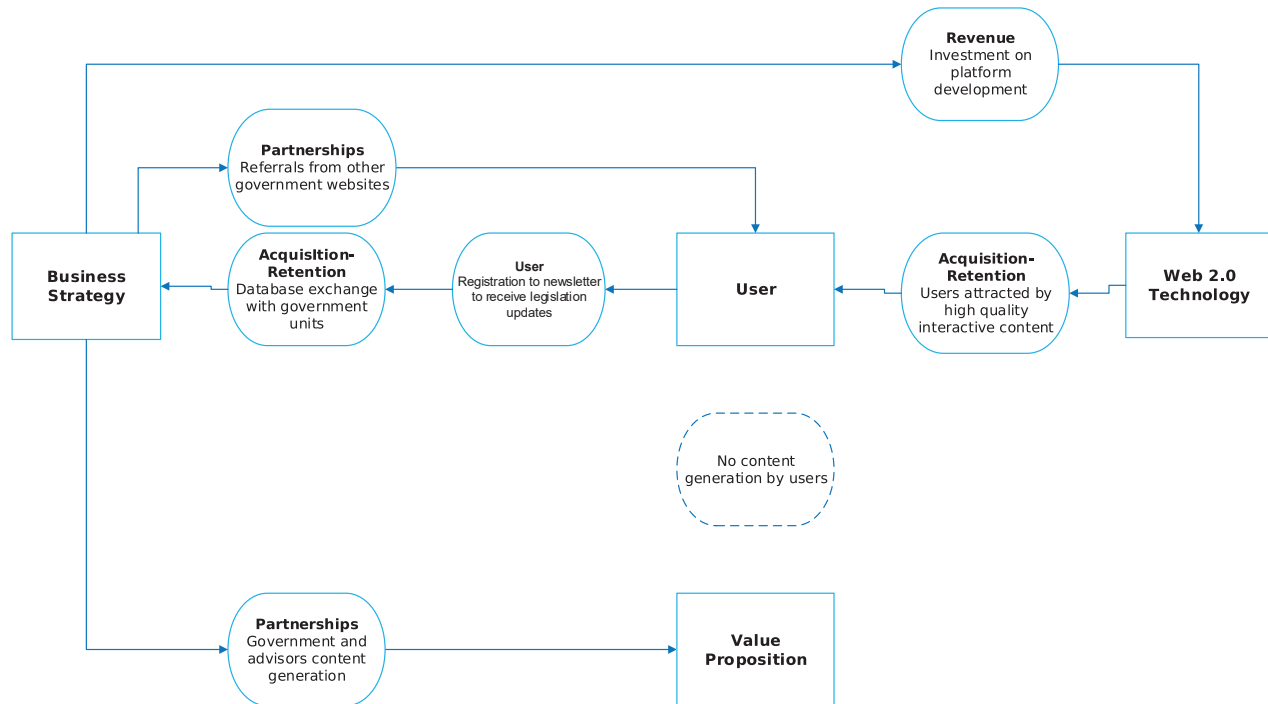 Revenue
Investment on
platform
development
Partnerships
Referrals from other
government websites
Business
Strategy
AcquisItion-
Retention
Database exchange
with government
units
User
Registration to newsletter
to receive legislation
updates
User
Acquisition-
Retention
Users attracted by
high quality
interactive content
Web 2.0
Technology
No content
generation by users
Partnerships
Government and
advisors content
generation
Value
Proposition